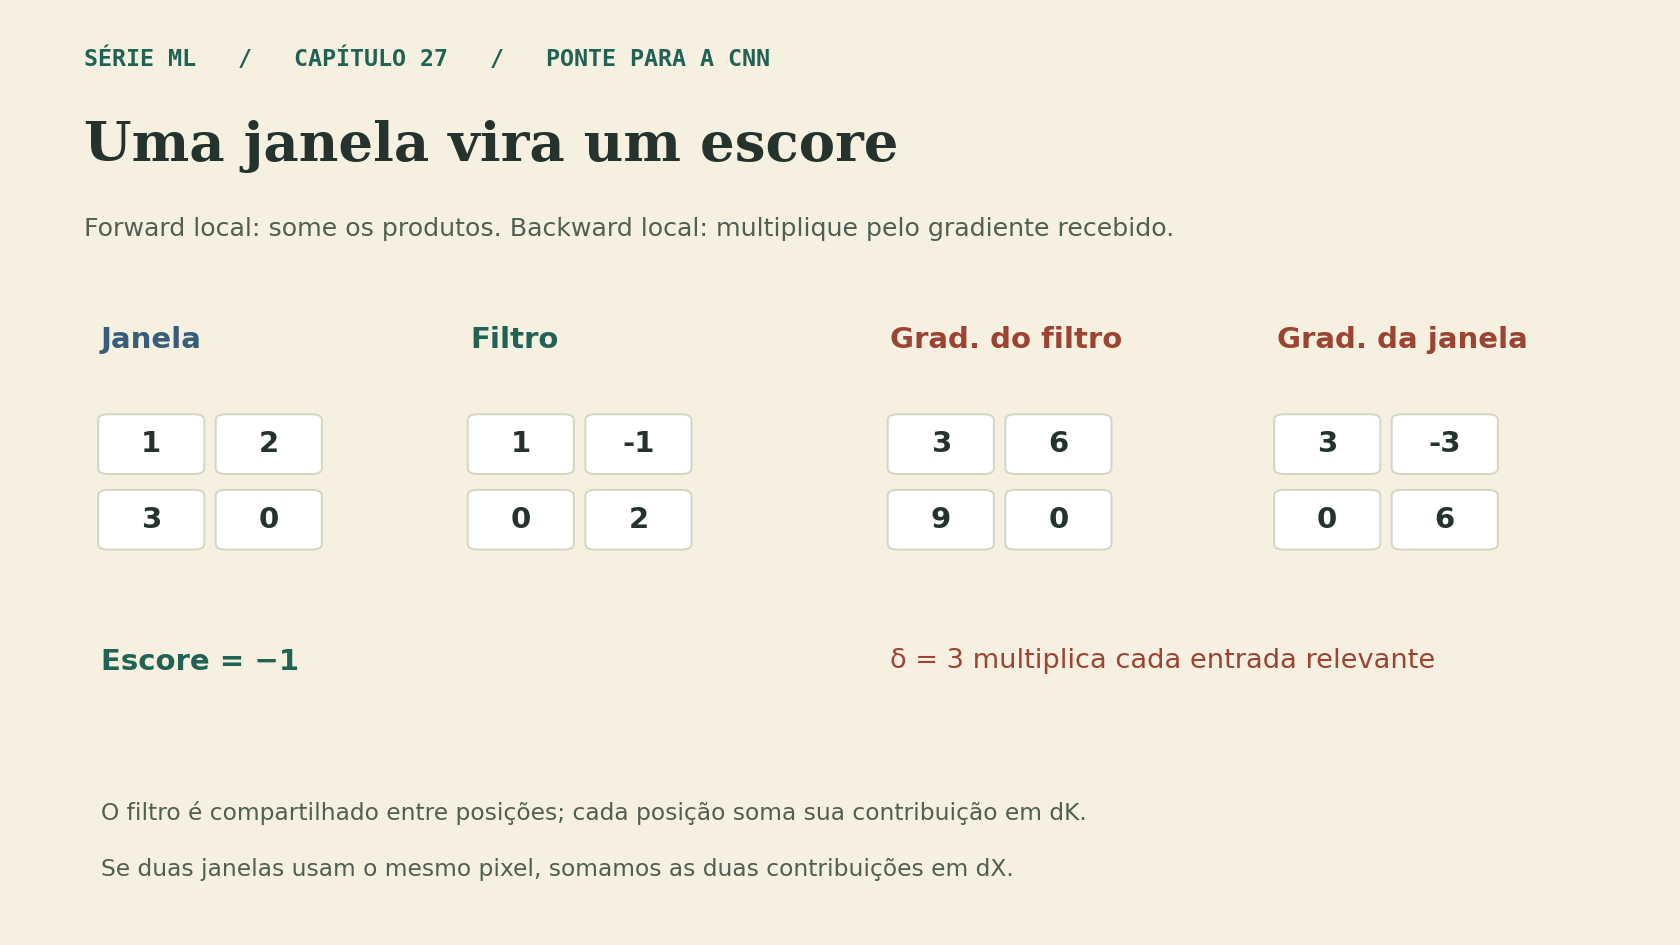 SÉRIE ML / CAPÍTULO 27 / PONTE PARA A CNN
Uma janela vira um escore
Forward local: some os produtos. Backward local: multiplique pelo gradiente recebido.
Janela Filtro Grad. do filtro Grad. da janela
1 2 1 -1 3 6 3 -3
3 0 0 2 9 0 0 6
Escore = −1 δ = 3 multiplica cada entrada relevante
O filtro é compartilhado entre posições; cada posição soma sua contribuição em dK.
Se duas janelas usam o mesmo pixel, somamos as duas contribuições em dX.